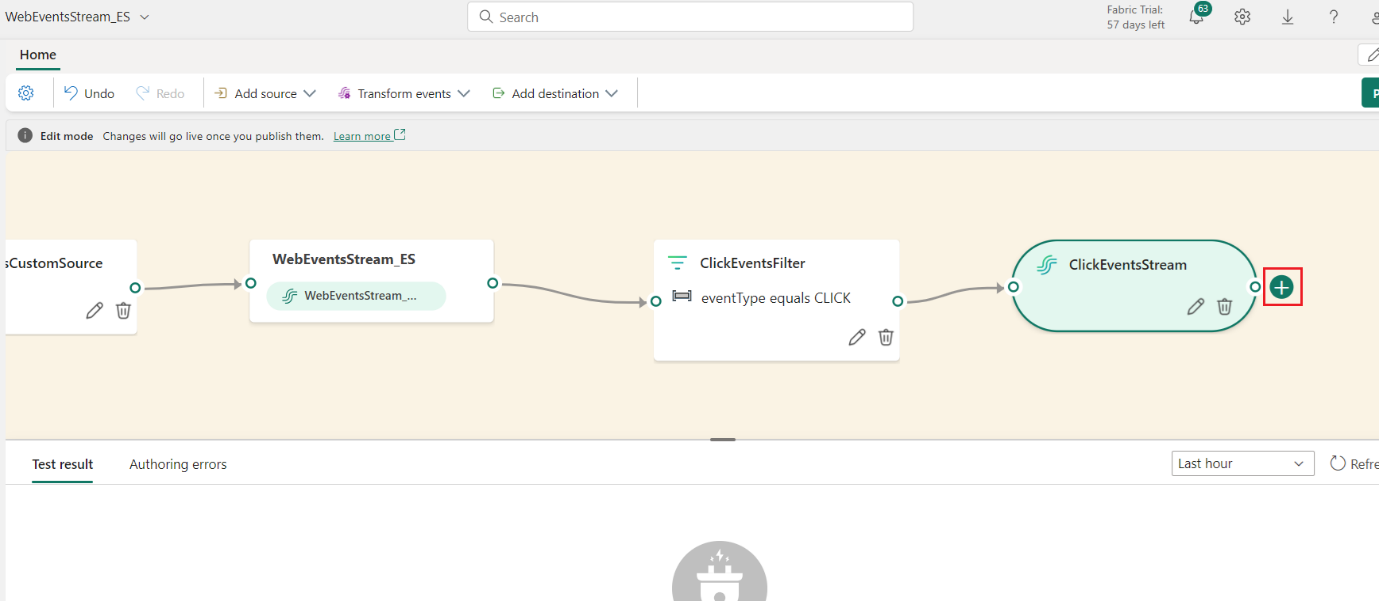 WebEventsStream_ES
Search
Fabric Trial:
57 days left
63
?
Home
Undo
Redo
Add source
Transform events
Add destination
P
Edit mode Changes will go live once you publish them. Learn more
sCustomSource
WebEventsStream_ES
WebEventsStream_...
ClickEventsFilter
eventType equals CLICK
ClickEventsStream
Test result
Authoring errors
Last hour
Refre